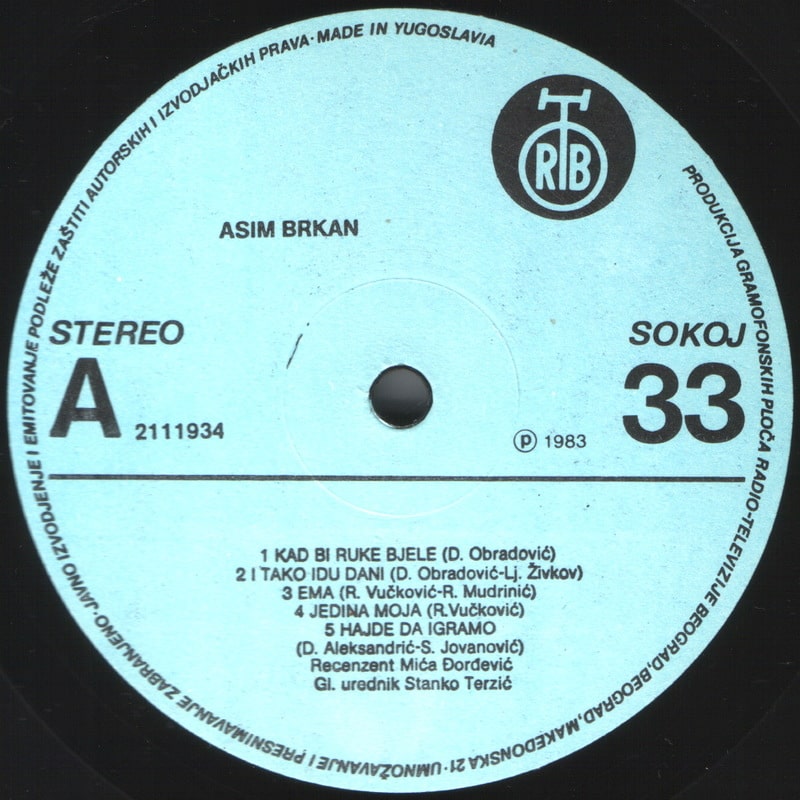 PRODUKCIJA GRAMOFONSKIH PLOČA RADIO-TELEVIZIJE BEOGRAD, BEOGRAD, MAKEDONSKA 21 · UMNOŽAVANJE I PRESNIMAVANJE ZABRANJENO · JAVNO IZVODJENJE I EMITOVANJE PODLEŽE ZAŠTITI AUTORSKIH I IZVODJAČKIH PRAVA · MADE IN YUGOSLAVIA
RTB
ASIM BRKAN
STEREO
SOKOJ
A 2111934
33
℗ 1983
1 KAD BI RUKE BJELE (D. Obradović)
2 I TAKO IDU DANI (D. Obradović-Lj. Živkov)
3 EMA (R. Vučković-R. Mudrinić)
4 JEDINA MOJA (R.Vučković)
5 HAJDE DA IGRAMO
(D. Aleksandrić-S. Jovanović)
Recenzent Mića Đorđević
Gl. urednik Stanko Terzić